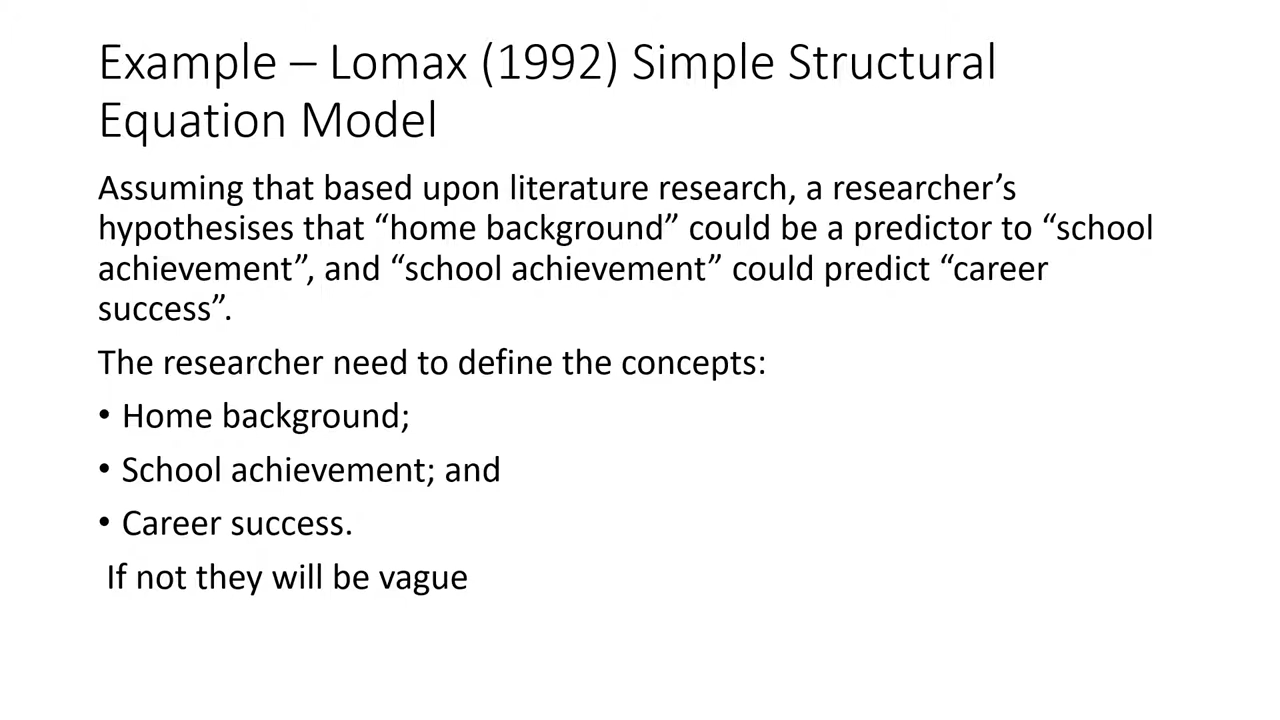 Example – Lomax (1992) Simple Structural
Equation Model
Assuming that based upon literature research, a researcher’s
hypothesises that “home background” could be a predictor to “school
achievement”, and “school achievement” could predict “career
success”.
The researcher need to define the concepts:
• Home background;
• School achievement; and
• Career success.
If not they will be vague